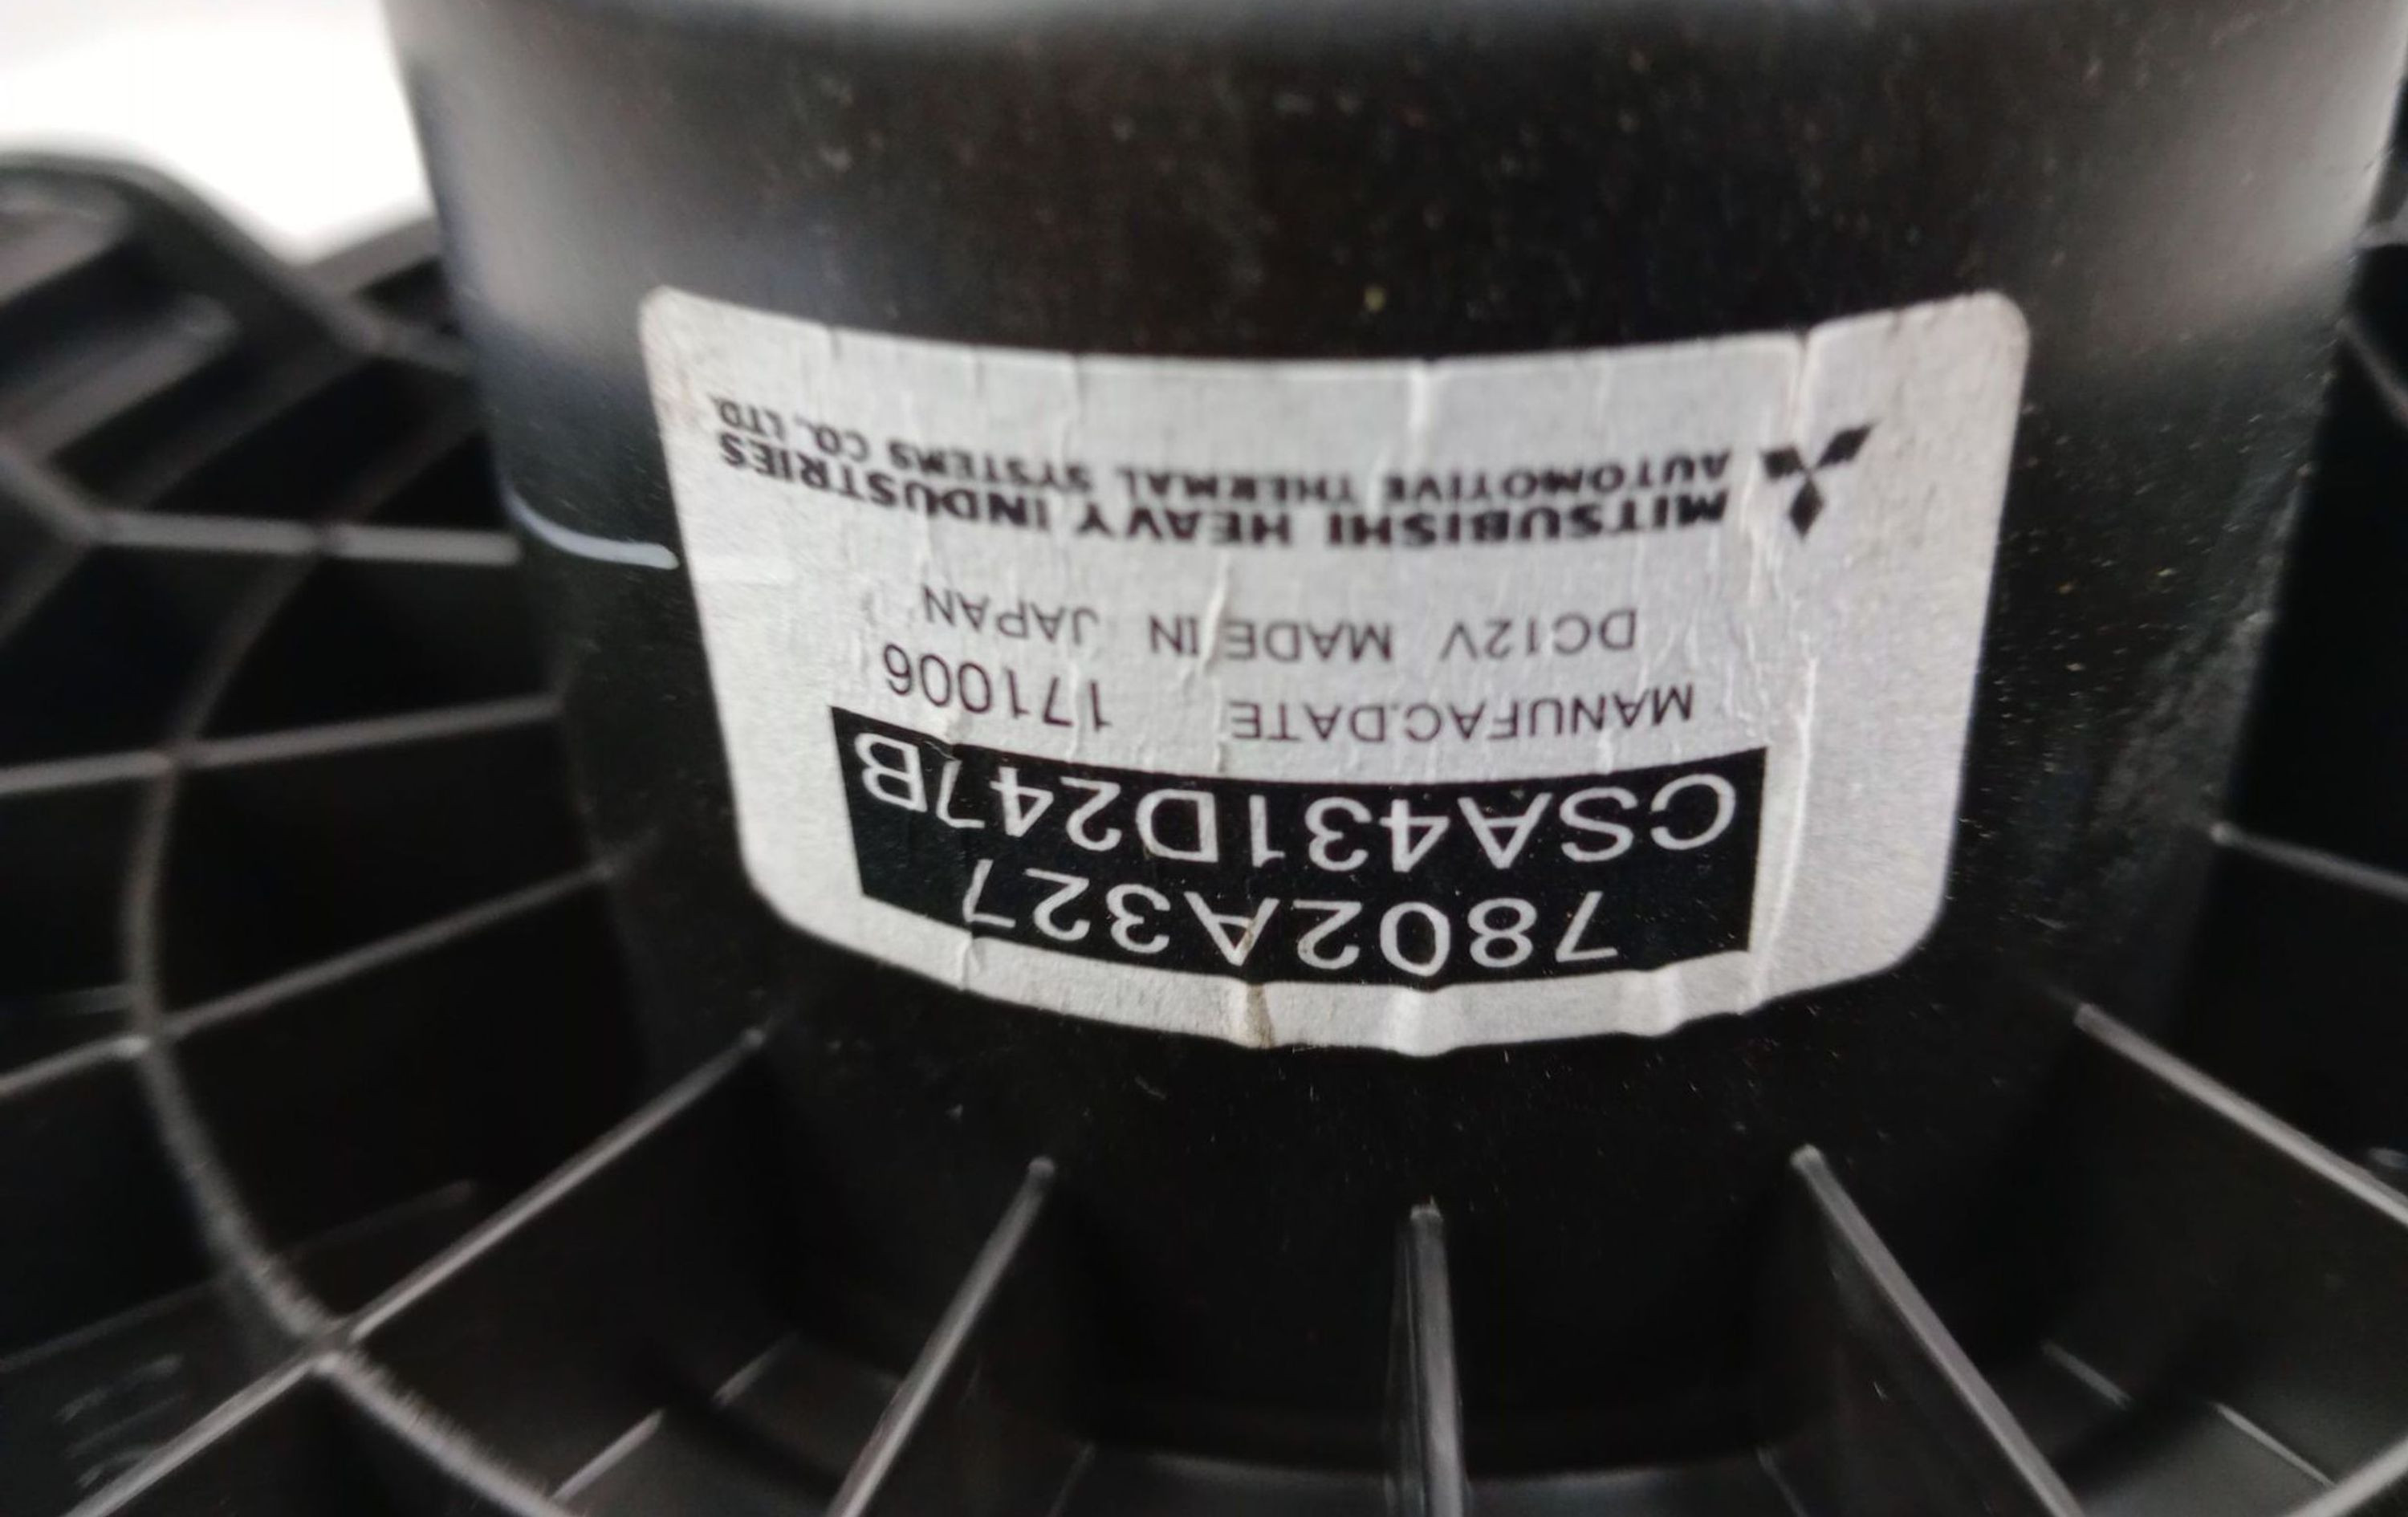 7802A327
CSA431D247B
MANUFAC.DATE 171006
DC12V MADE IN JAPAN
MITSUBISHI HEAVY INDUSTRIES
AUTOMOTIVE THERMAL SYSTEMS CO., LTD.